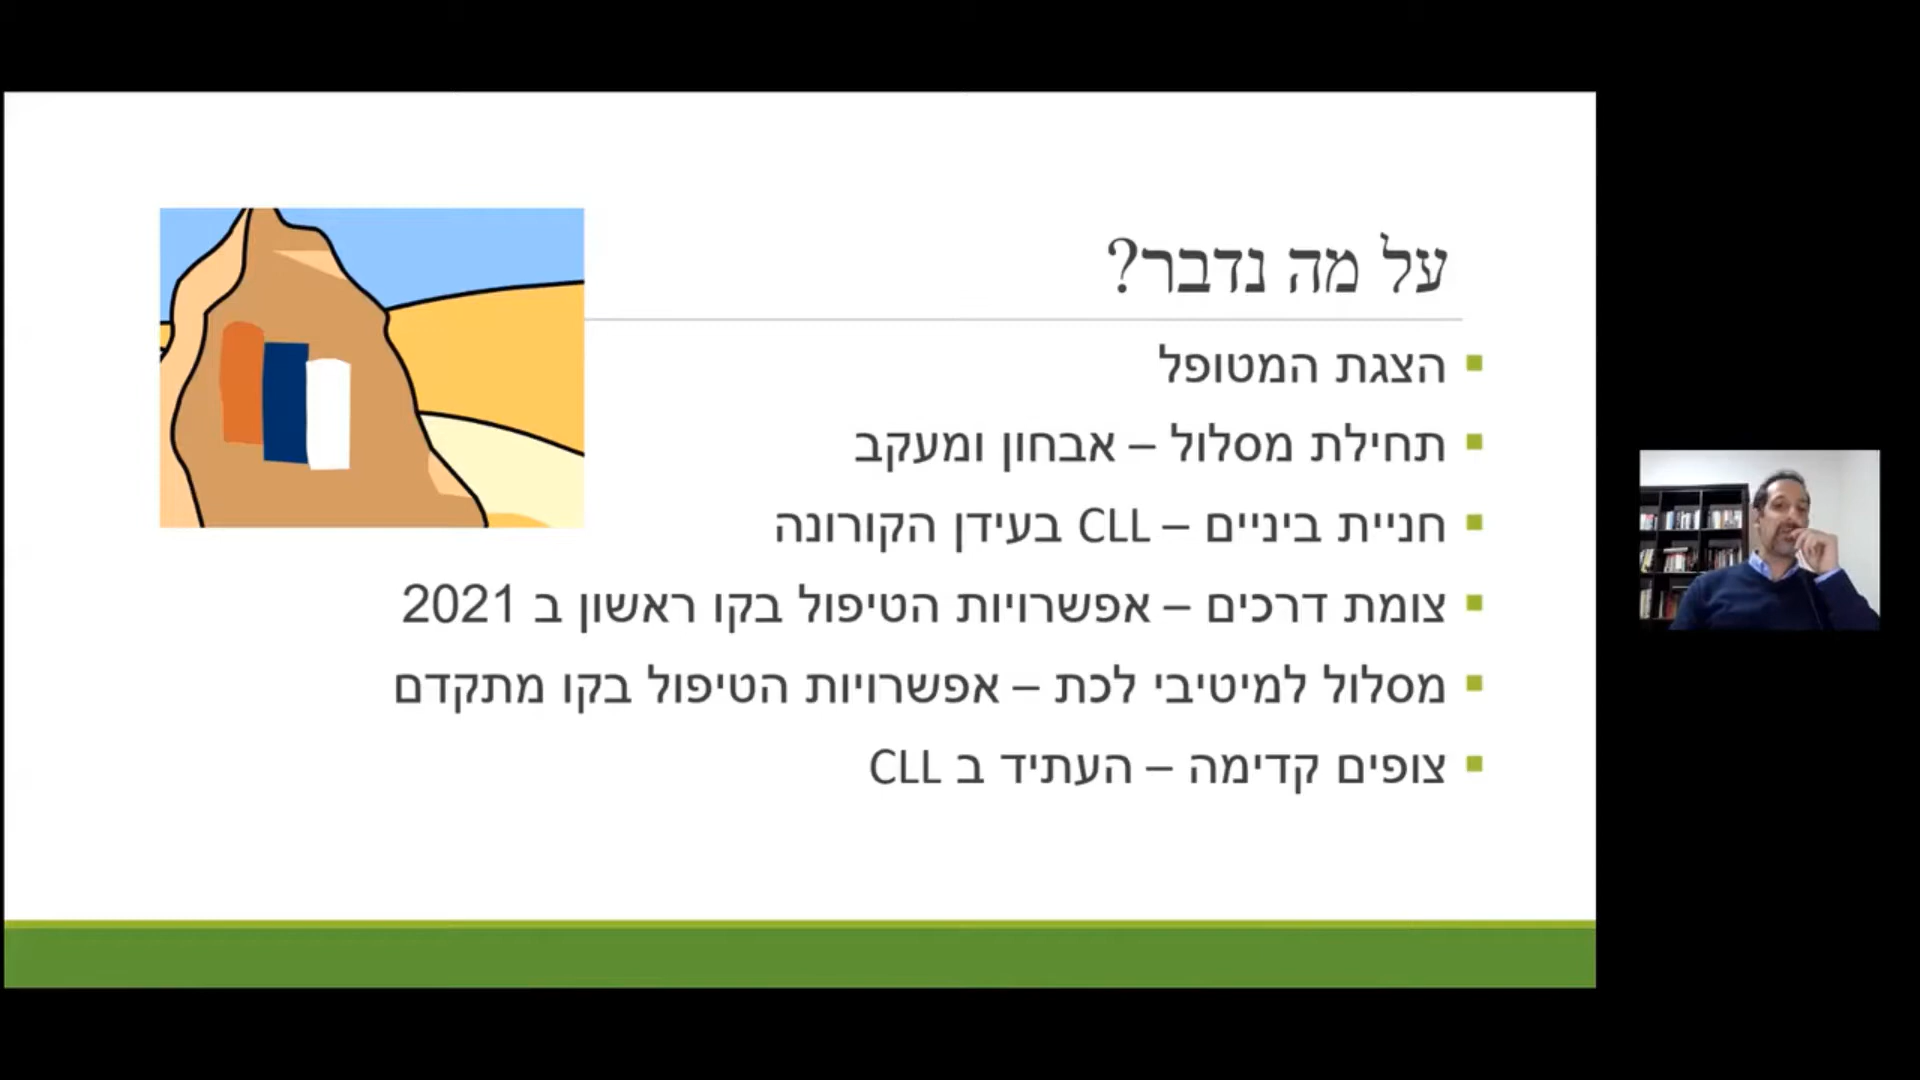 על מה נדבר?
הצגת המטופל
תחילת מסלול – אבחון ומעקב
חניית ביניים – CLL בעידן הקורונה
צומת דרכים – אפשרויות הטיפול בקו ראשון ב 2021
מסלול למיטיבי לכת – אפשרויות הטיפול בקו מתקדם
צופים קדימה – העתיד ב CLL